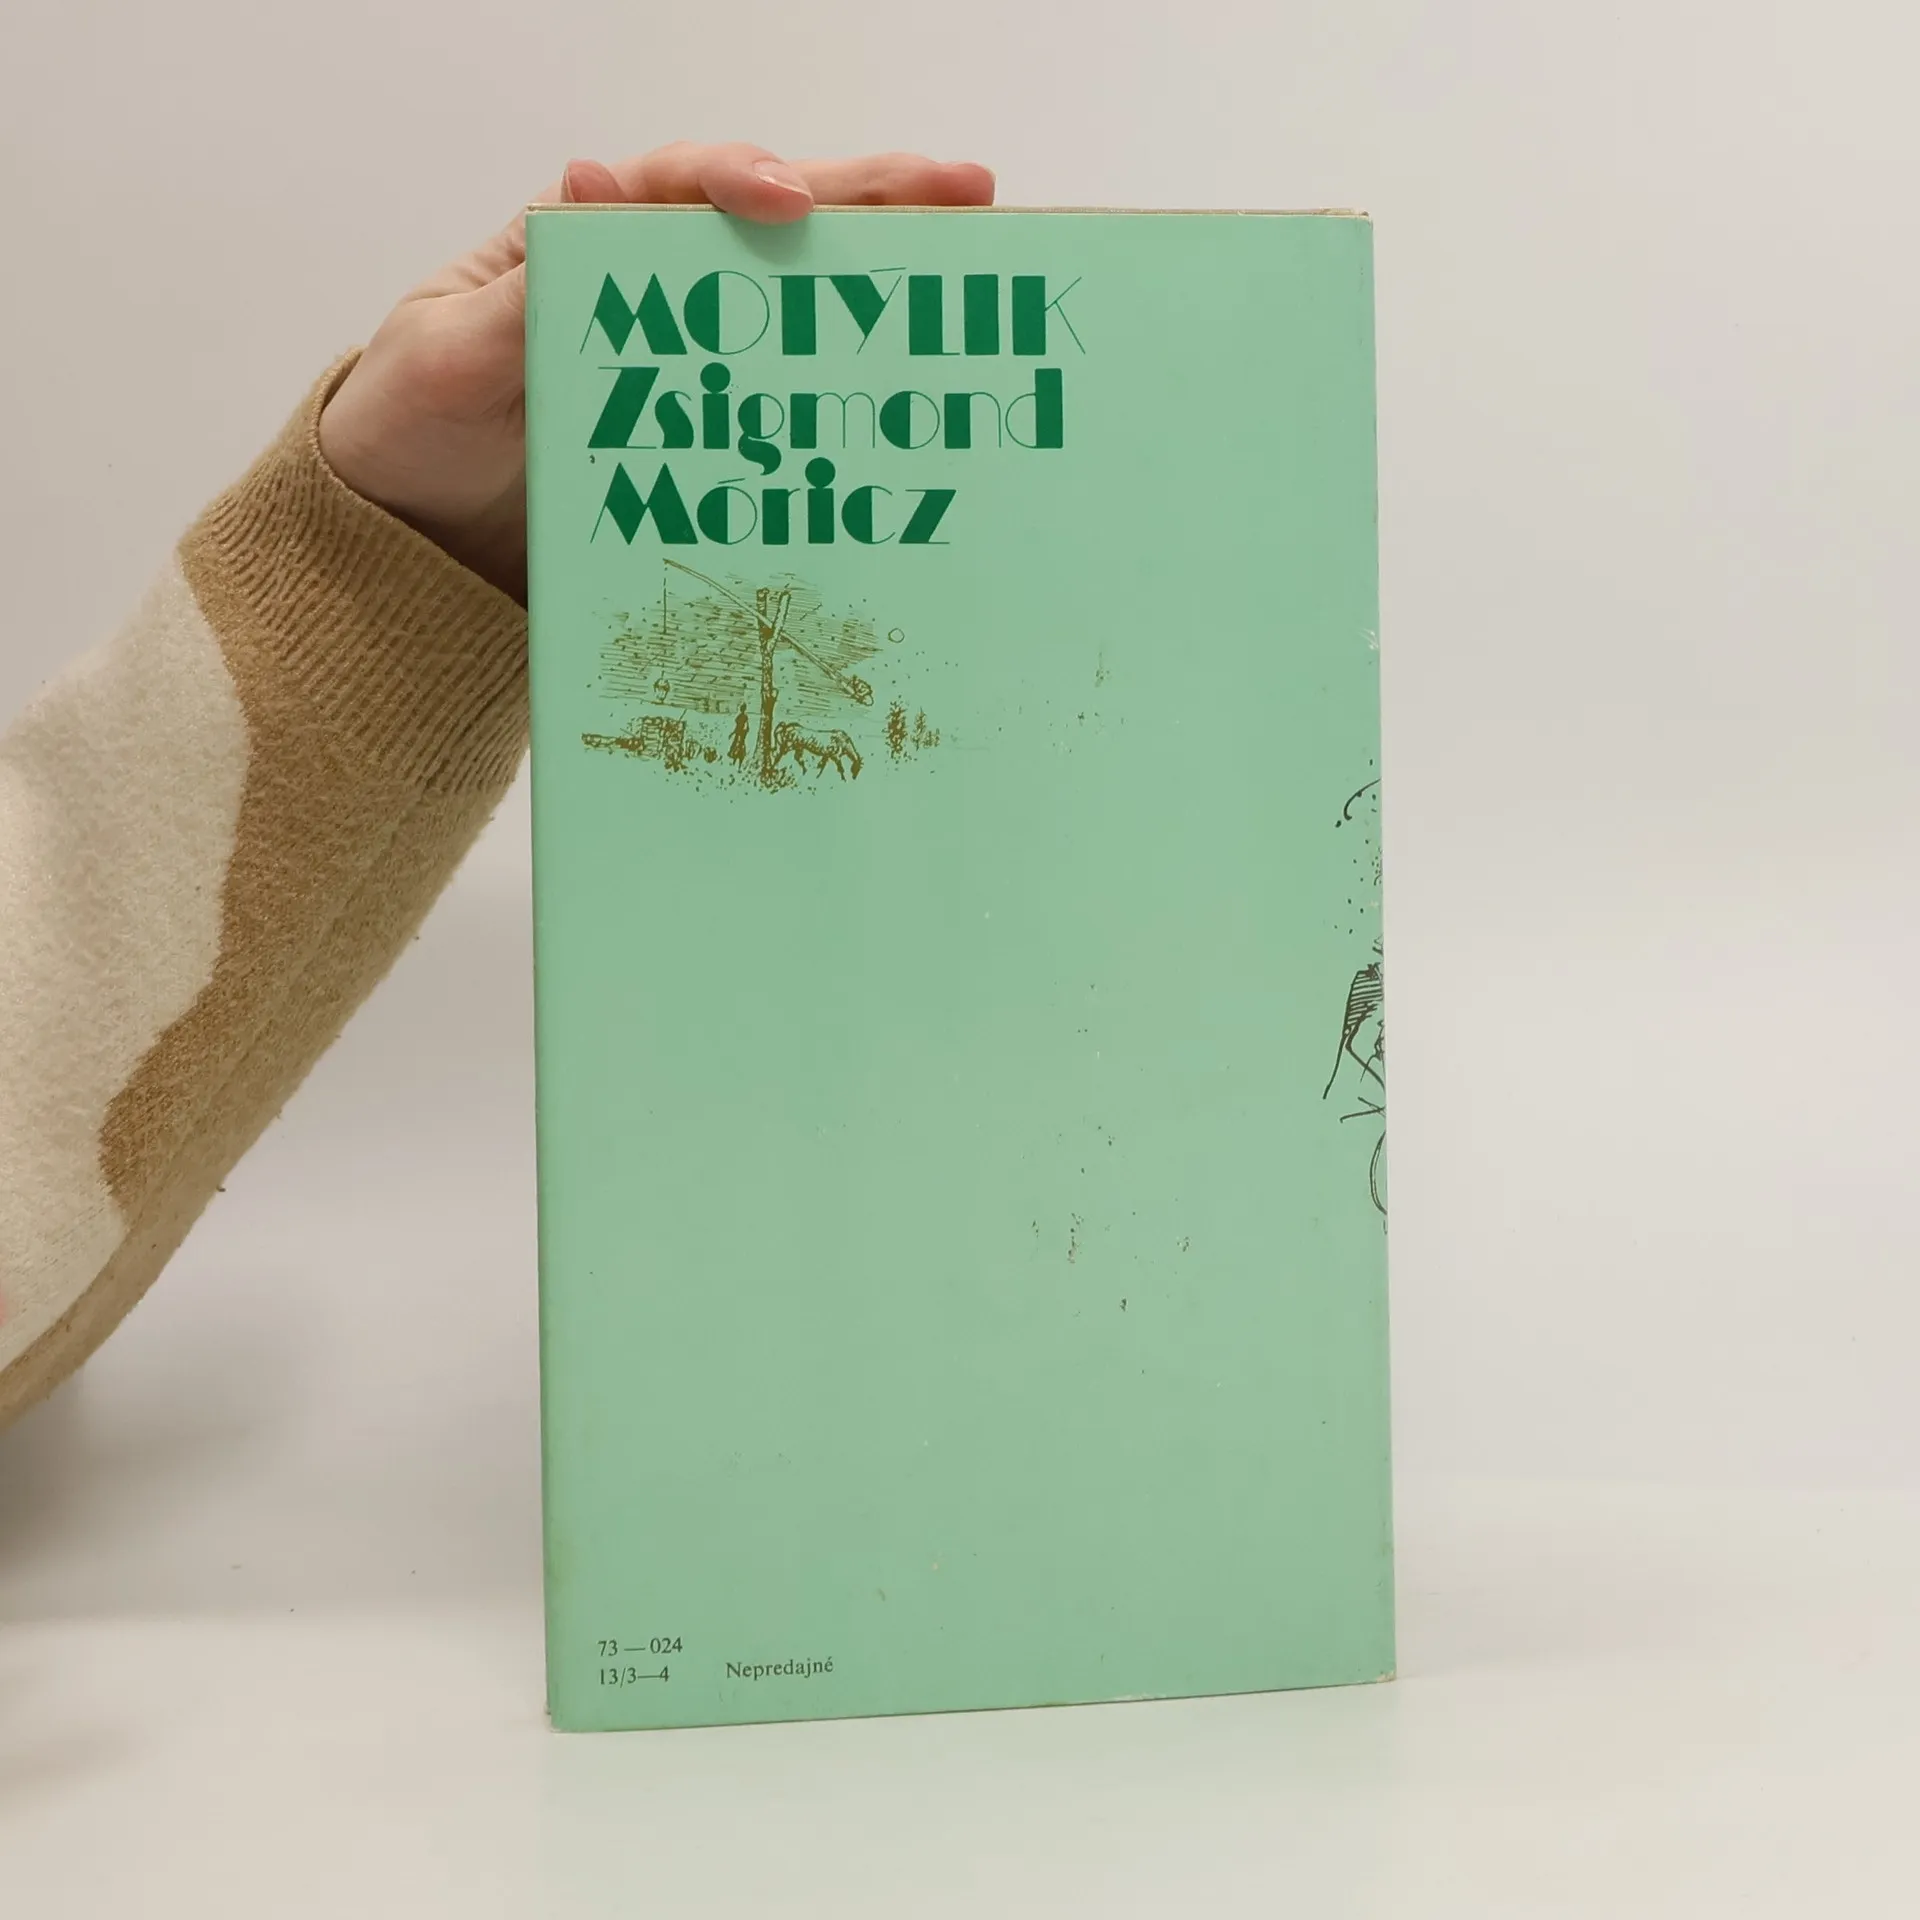 MOTÝLIK
Zsigmond
Móricz
73 — 024
13/3—4 Nepredajné